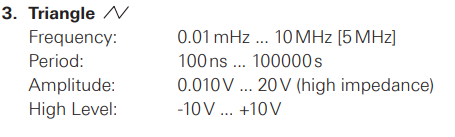 3. Triangle
Frequency: 0.01 mHz ... 10 MHz [5 MHz]
Period: 100 ns ... 100000 s
Amplitude: 0.010 V ... 20 V (high impedance)
High Level: -10 V ... +10 V